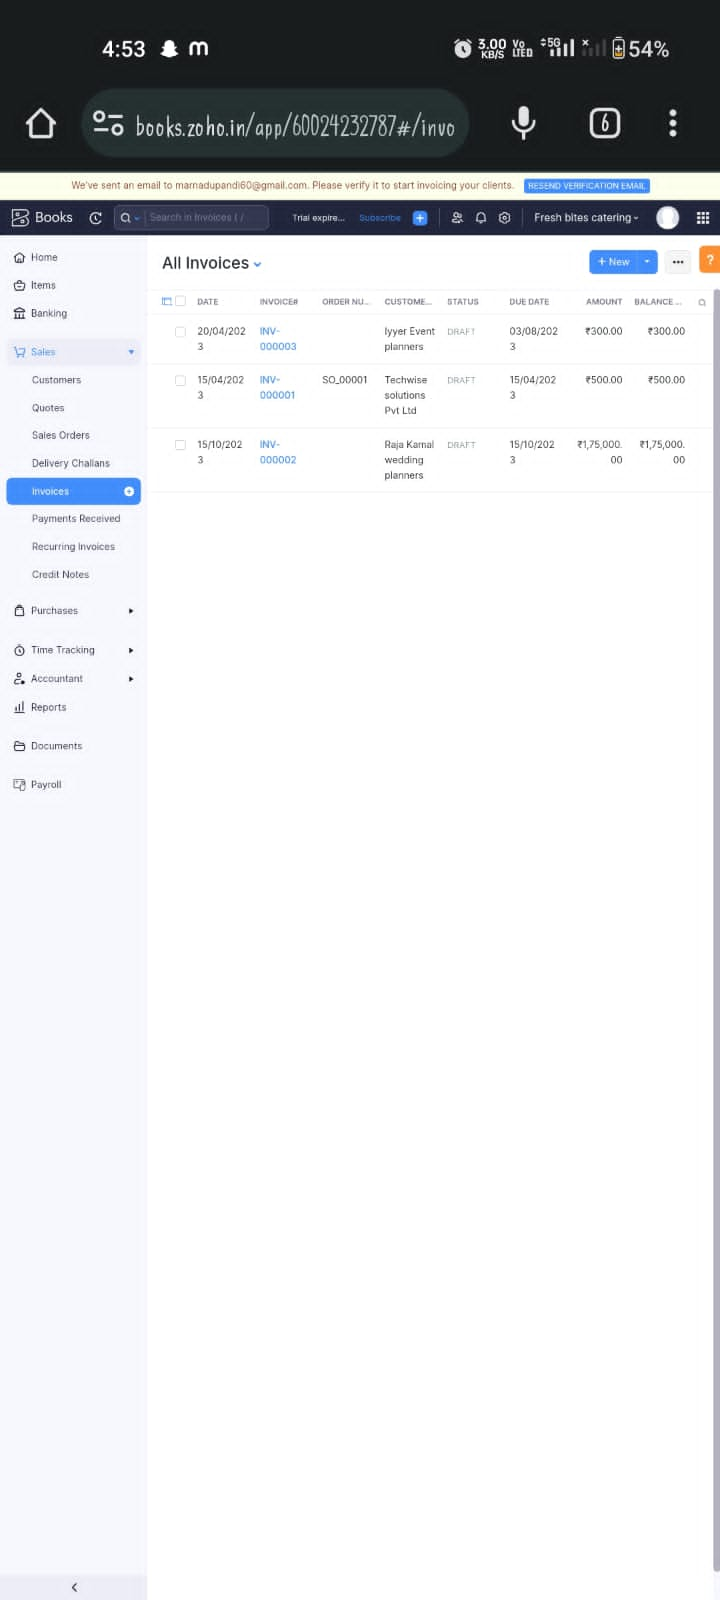 4:53 m 3.00 KB/S Vo LTED 5G 54%
books.zoho.in/app/60024232787#/invo 6
We've sent an email to marnadupandi60@gmail.com. Please verify it to start invoicing your clients. RESEND VERIFICATION EMAIL
Books Search in Invoices ( / Trial expire... Subscribe Fresh bites catering
Home
Items
Banking
Sales
Customers
Quotes
Sales Orders
Delivery Challans
Invoices
Payments Received
Recurring Invoices
Credit Notes
Purchases
Time Tracking
Accountant
Reports
Documents
Payroll
All Invoices + New ... ?
DATE INVOICE# ORDER NU... CUSTOME... STATUS DUE DATE AMOUNT BALANCE ...
20/04/202 INV- Iyyer Event DRAFT 03/08/202 ₹300.00 ₹300.00
3 000003 planners 3
15/04/202 INV- SO_00001 Techwise DRAFT 15/04/202 ₹500.00 ₹500.00
3 000001 solutions 3
Pvt Ltd
15/10/202 INV- Raja Kamal DRAFT 15/10/202 ₹1,75,000. ₹1,75,000.
3 000002 wedding 3 00 00
planners